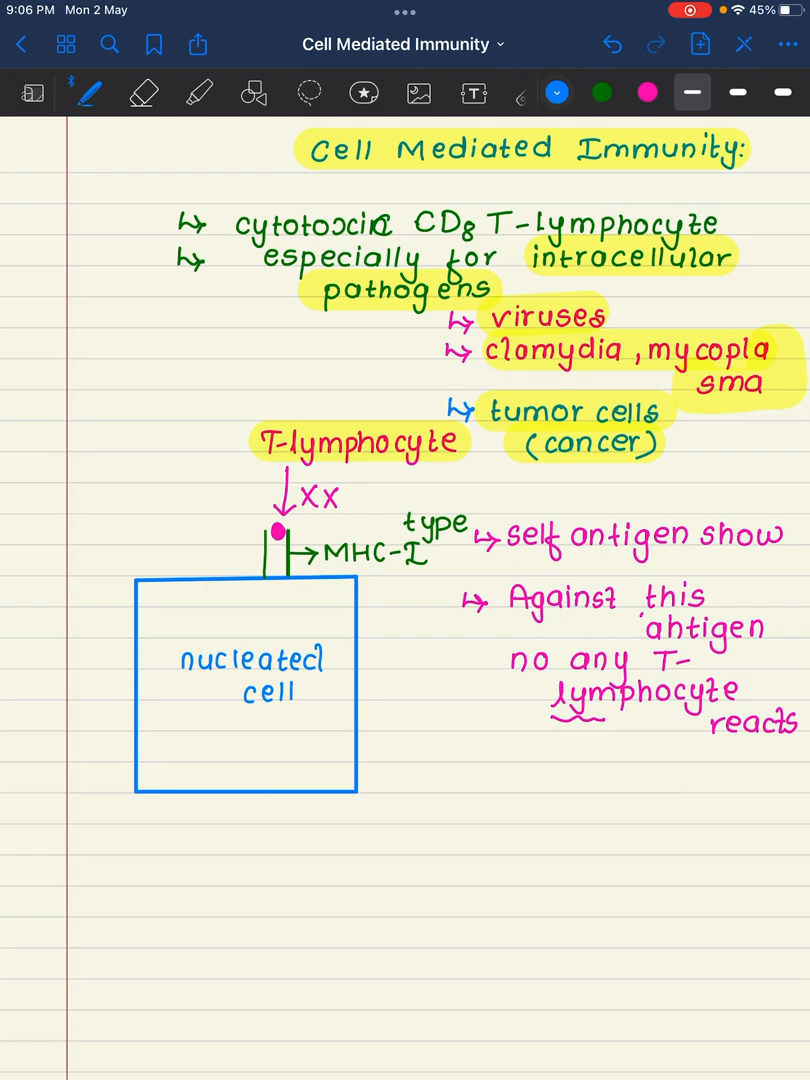 9:06 PM Mon 2 May
45%
Cell Mediated Immunity
T
Cell Mediated Immunity:
↳ cytotoxic CD8 T-lymphocyte
↳ especially for intracellular
pathogens
↳ viruses
↳ clomydia, mycopla
sma
↳ tumor cells
(cancer)
T-lymphocyte
XX
→ MHC-I type
↳ self antigen show
↳ Against this
antigen
no any T-
lymphocyte
reacts
nucleated
cell